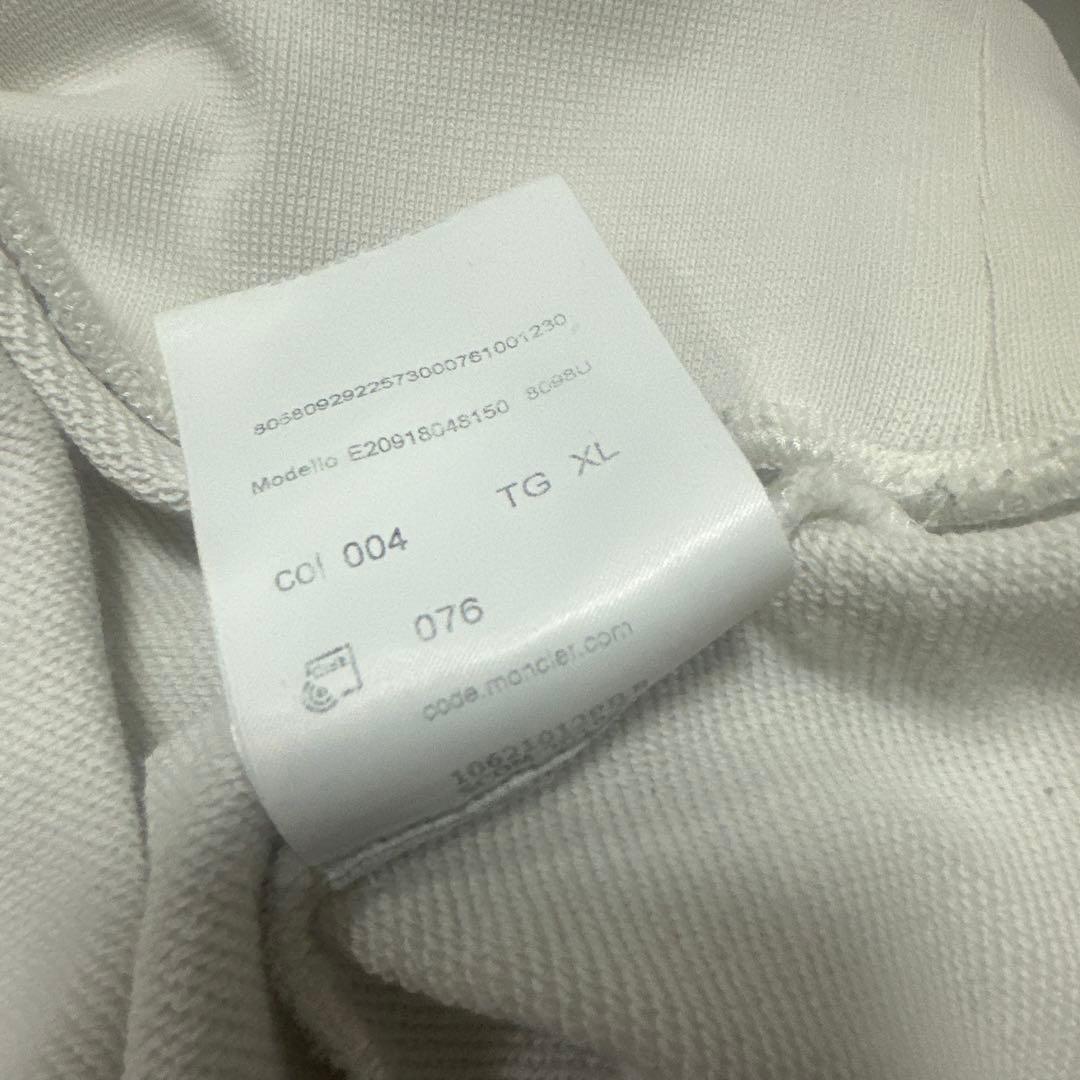 8058092922573000761001230
Modello E20918048150 8098U
col 004 TG XL
076
code.moncler.com